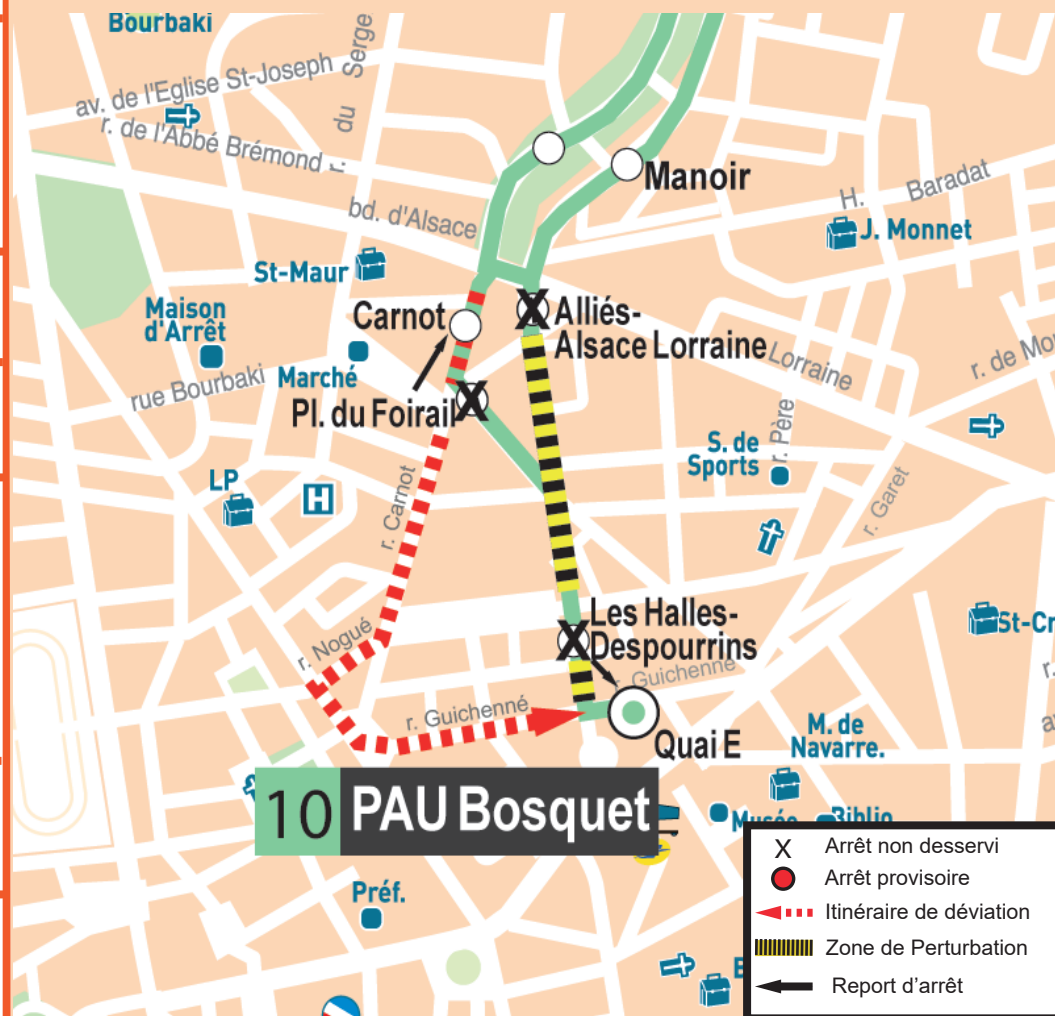 Bourbaki
av. de l'Eglise St-Joseph
r. du Serge
r. de l'Abbé Brémond
Manoir
H. Baradat
bd. d'Alsace
J. Monnet
St-Maur
Maison
d'Arrêt
Carnot
Alliés-
Alsace Lorraine
Lorraine
r. de Mo
rue Bourbaki
Marché
Pl. du Foirail
r. Père
S. de
Sports
LP
H
r. Carnot
r. Garet
Les Halles-
Despourrins
St-Cr
r. Nogué
r. Guichenné
r.
r. Guichenné
a
Quai E
M. de
Navarre.
10 PAU Bosquet
Musée
Biblio
Préf.
E
X Arrêt non desservi
Arrêt provisoire
Itinéraire de déviation
Zone de Perturbation
Report d'arrêt